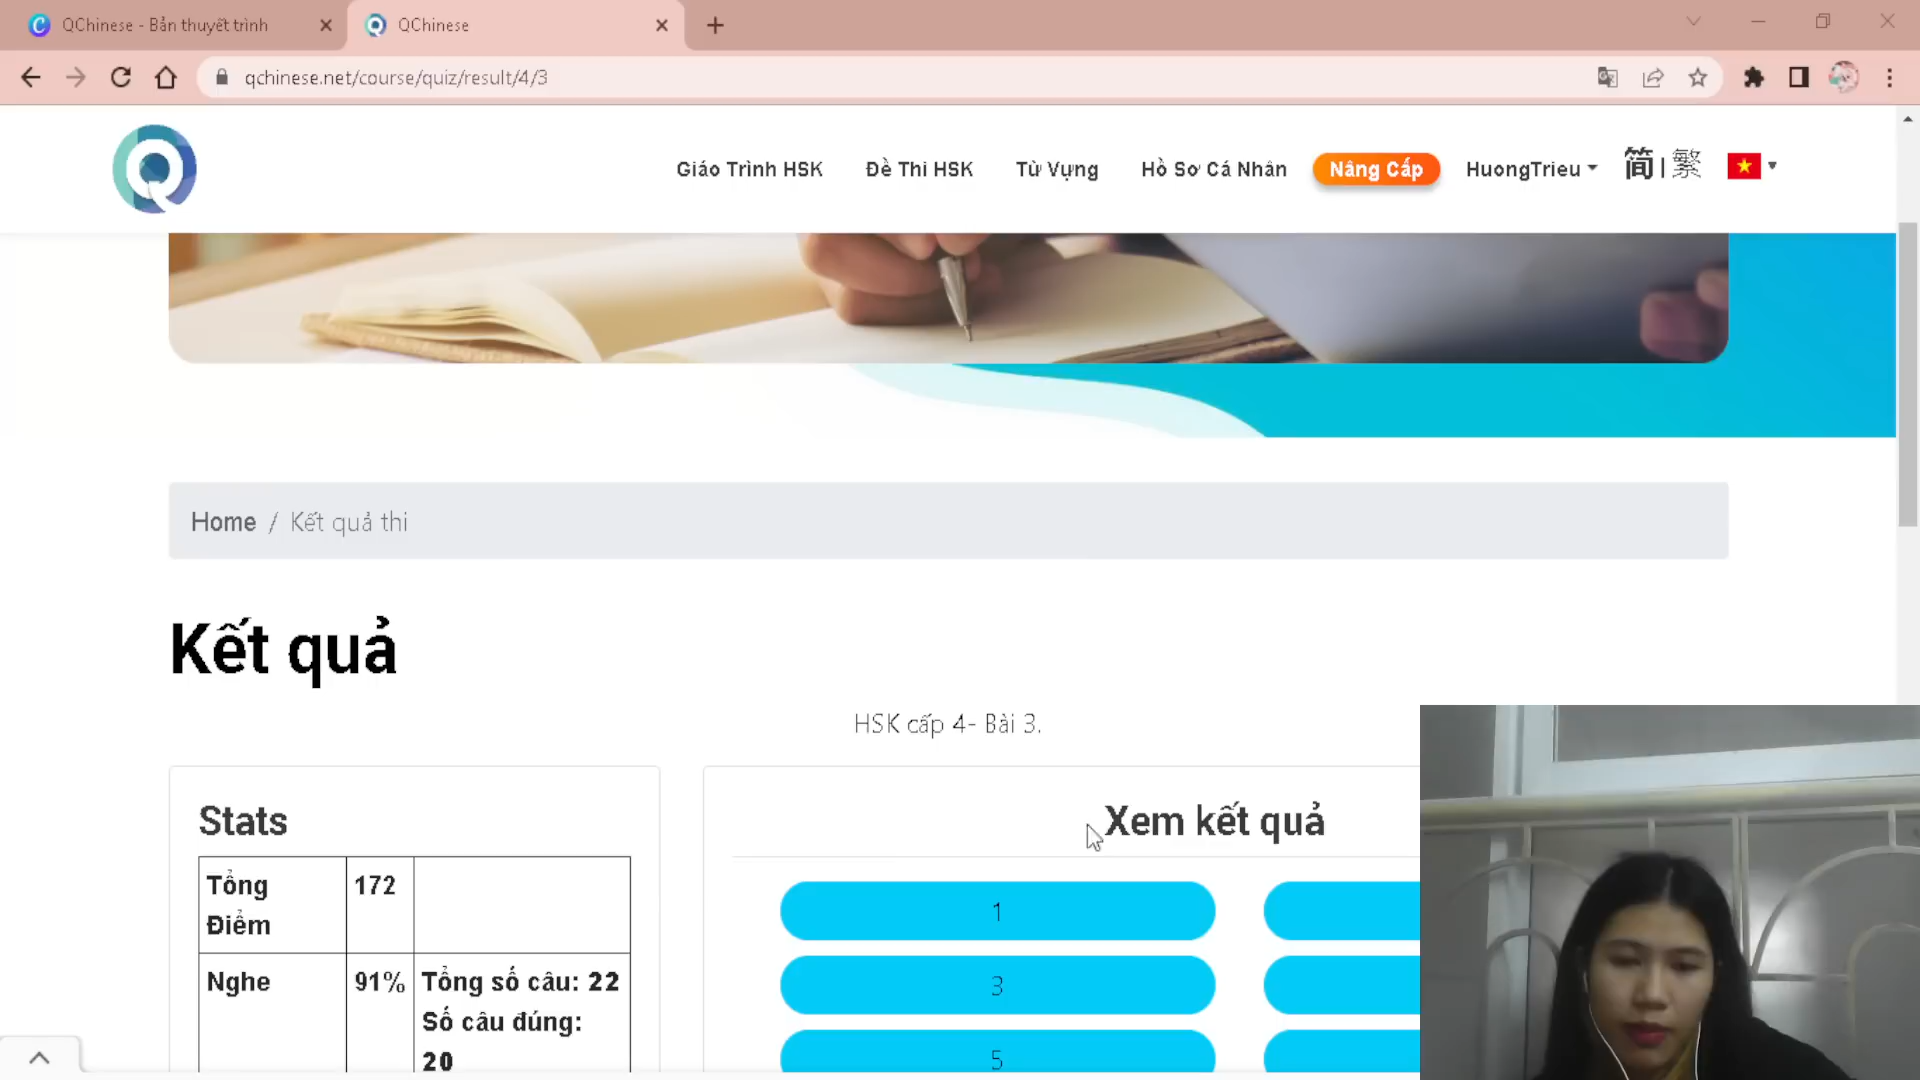 QChinese - Bản thuyết trình
QChinese
qchinese.net/course/quiz/result/4/3
Giáo Trình HSK
Đề Thi HSK
Từ Vựng
Hồ Sơ Cá Nhân
Nâng Cấp
HuongTrieu
简 | 繁
Home / Kết quả thi
Kết quả
HSK cấp 4- Bài 3.
Stats
Tổng Điểm 172
Nghe 91% Tổng số câu: 22
Số câu đúng:
20
Xem kết quả
1
3
5